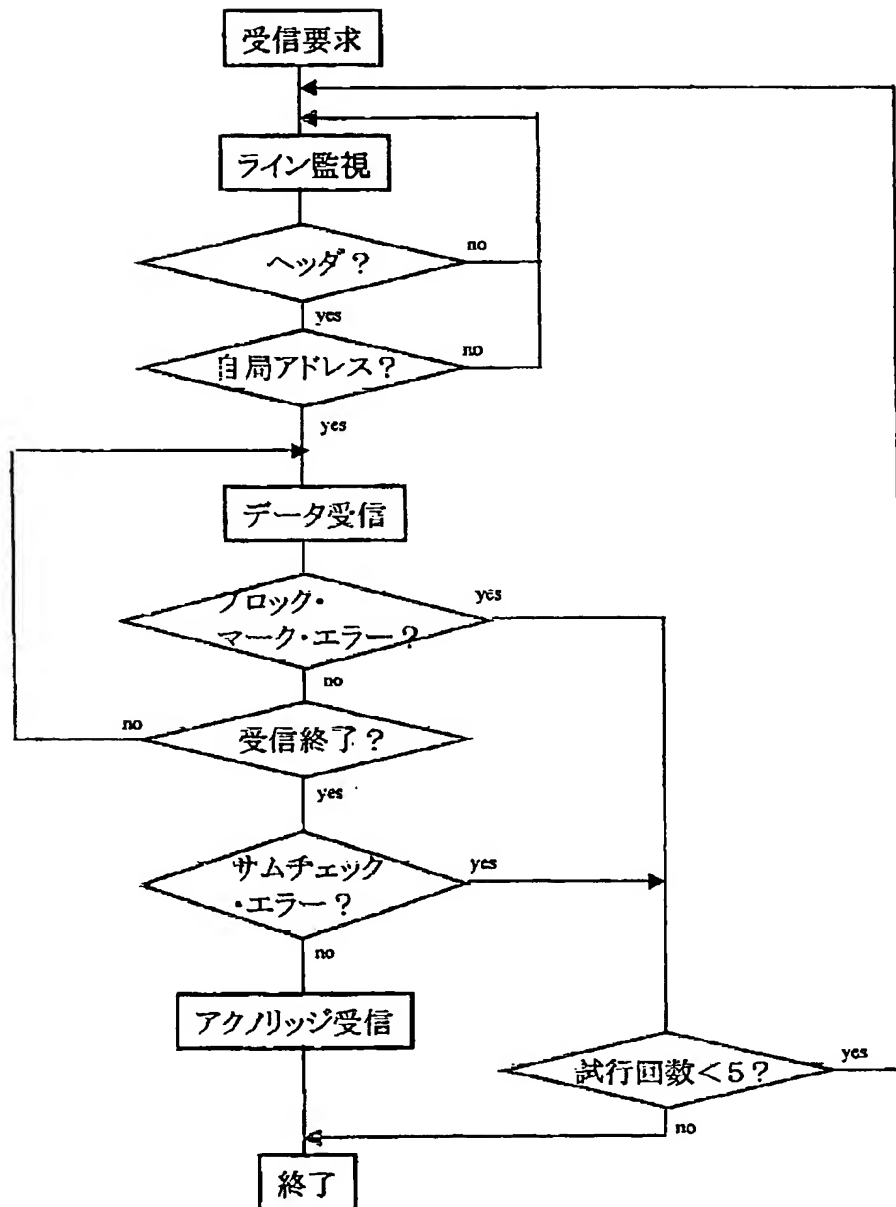 受信要求
ライン監視
ヘッダ?
no
yes
自局アドレス?
no
yes
データ受信
ブロック・
マーク・エラー?
yes
no
受信終了?
no
yes
サムチェック
・エラー?
yes
no
アクノリッジ受信
試行回数<5?
yes
no
終了